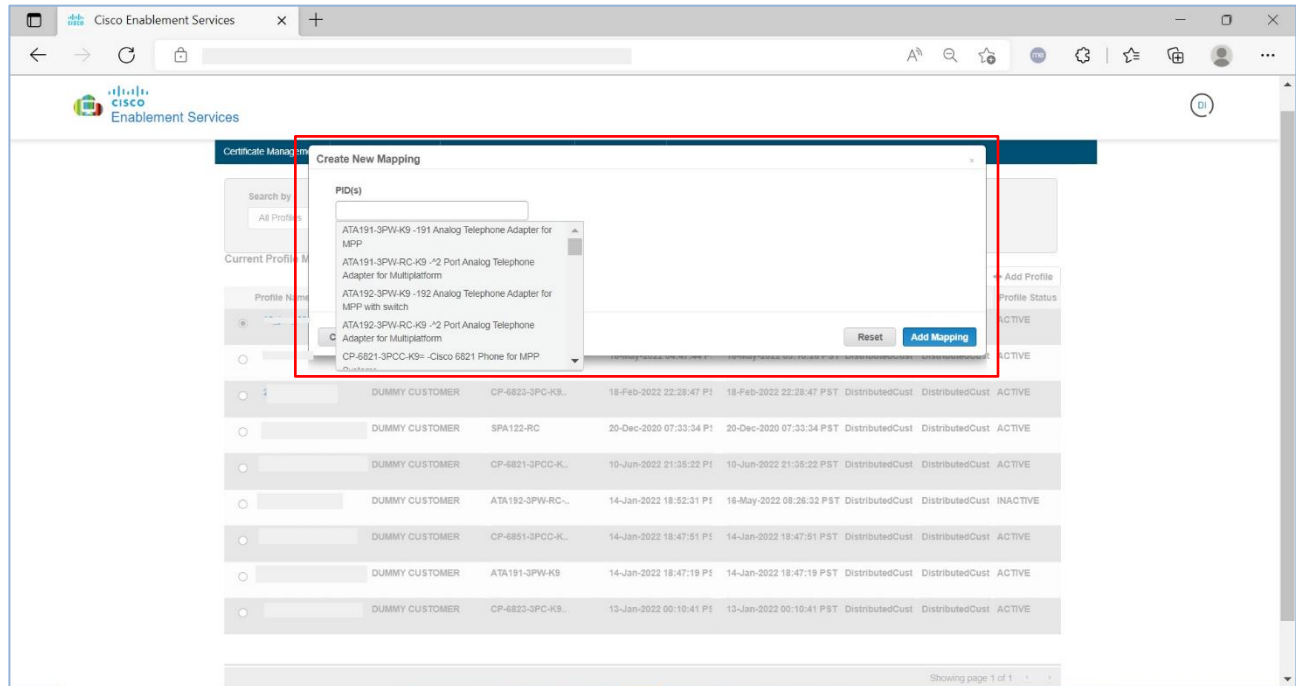 Cisco Enablement Services
me
CISCO
Enablement Services
DI
Certificate Managem
Create New Mapping
PID(s)
Search by
All Profiles
ATA191-3PW-K9 -191 Analog Telephone Adapter for
MPP
ATA191-3PW-RC-K9 -^2 Port Analog Telephone
Adapter for Multiplatform
ATA192-3PW-K9 -192 Analog Telephone Adapter for
MPP with switch
ATA192-3PW-RC-K9 -^2 Port Analog Telephone
Adapter for Multiplatform
CP-6821-3PCC-K9= -Cisco 6821 Phone for MPP
Systems
Reset Add Mapping
Current Profile M
Add Profile
Profile Name Profile Status
ACTIVE
ACTIVE
DUMMY CUSTOMER CP-6823-3PC-K9.. 18-Feb-2022 22:28:47 PS 18-Feb-2022 22:28:47 PST DistributedCust DistributedCust ACTIVE
DUMMY CUSTOMER SPA122-RC 20-Dec-2020 07:33:34 PS 20-Dec-2020 07:33:34 PST DistributedCust DistributedCust ACTIVE
DUMMY CUSTOMER CP-6821-3PCC-K.. 10-Jun-2022 21:35:22 PS 10-Jun-2022 21:35:22 PST DistributedCust DistributedCust ACTIVE
DUMMY CUSTOMER ATA192-3PW-RC-.. 14-Jan-2022 18:52:31 PS 16-May-2022 08:26:32 PST DistributedCust DistributedCust INACTIVE
DUMMY CUSTOMER CP-6851-3PCC-K.. 14-Jan-2022 18:47:51 PS 14-Jan-2022 18:47:51 PST DistributedCust DistributedCust ACTIVE
DUMMY CUSTOMER ATA191-3PW-K9 14-Jan-2022 18:47:19 PS 14-Jan-2022 18:47:19 PST DistributedCust DistributedCust ACTIVE
DUMMY CUSTOMER CP-6823-3PC-K9.. 13-Jan-2022 00:10:41 PS 13-Jan-2022 00:10:41 PST DistributedCust DistributedCust ACTIVE
Showing page 1 of 1